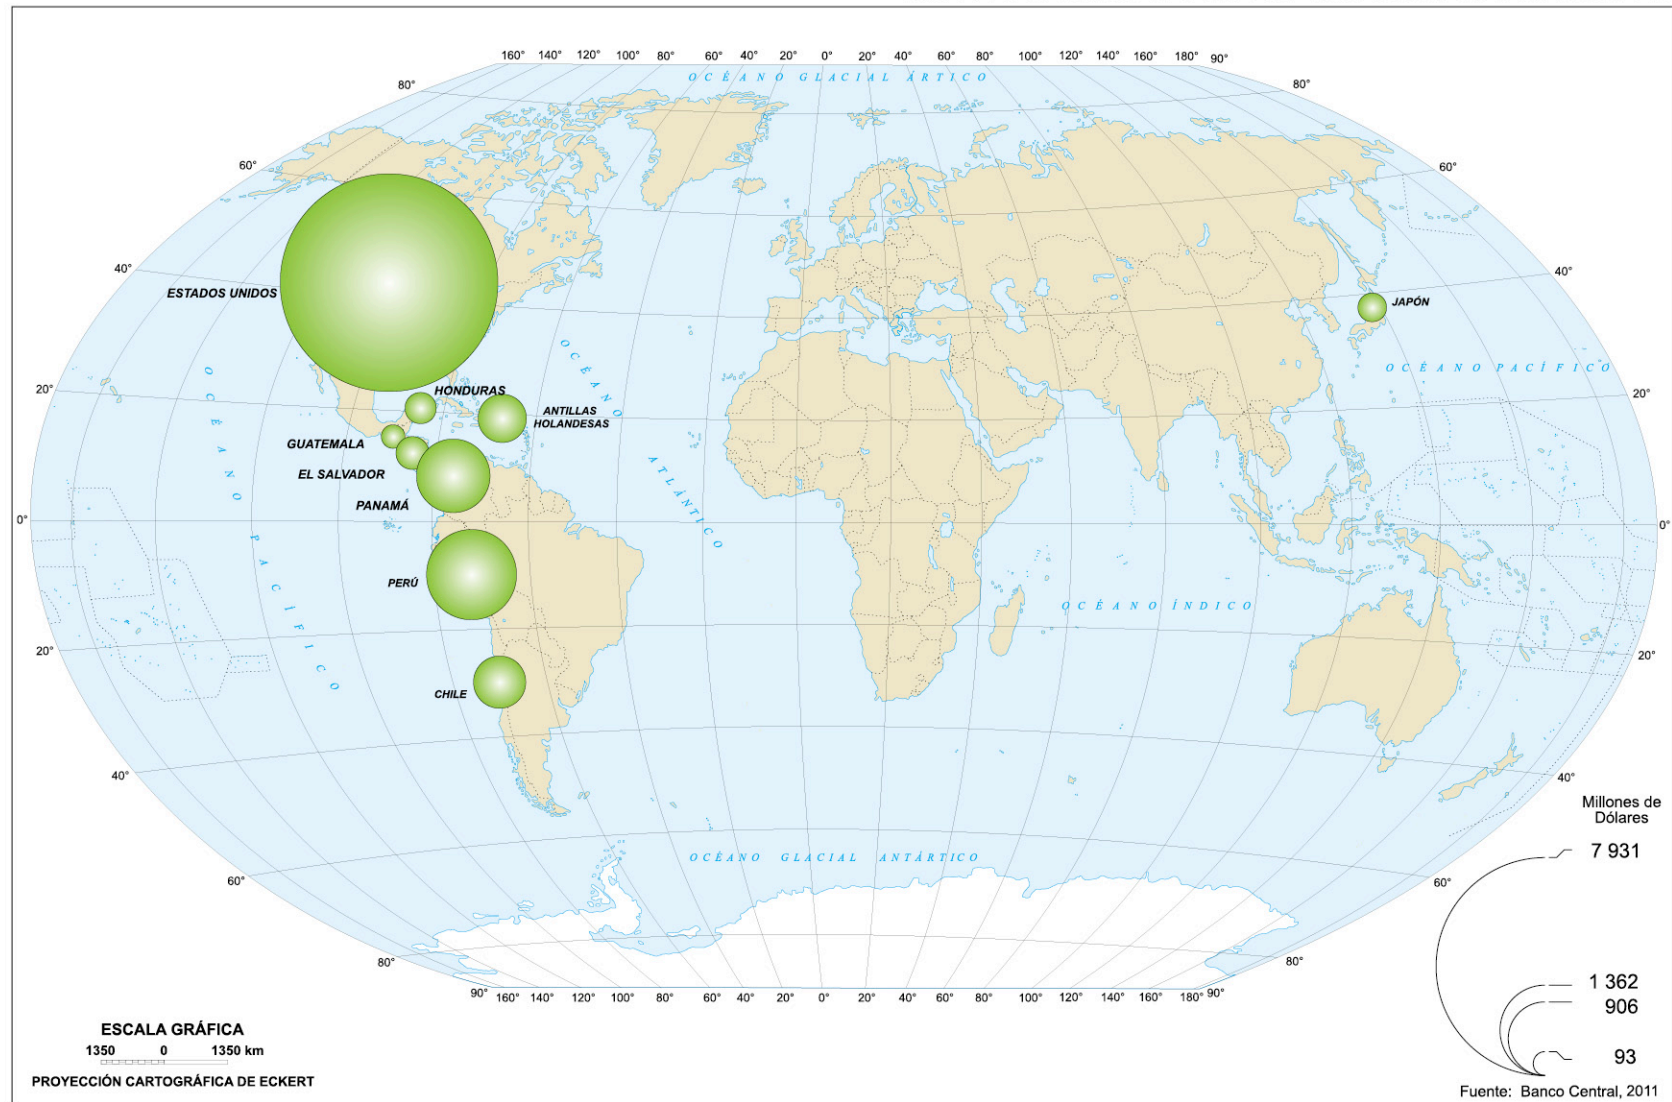 160° 140° 120° 100° 80° 60° 40° 20° 0° 20° 40° 60° 80° 100° 120° 140° 160° 180° 90°
OCÉANO GLACIAL ÁRTICO
80° 80°
60° 60°
40° 40°
ESTADOS UNIDOS
JAPÓN
OCÉANO ATLÁNTICO
OCÉANO PACÍFICO
OCÉANO PACÍFICO
20° 20°
HONDURAS
ANTILLAS
HOLANDESAS
GUATEMALA
EL SALVADOR
PANAMÁ
0° 0°
PERÚ
OCÉANO ÍNDICO
20° 20°
CHILE
40° 40°
OCÉANO GLACIAL ANTÁRTICO
60° 60°
80° 80°
90° 160° 140° 120° 100° 80° 60° 40° 20° 0° 20° 40° 60° 80° 100° 120° 140° 160° 180° 90°
Millones de
Dólares
7 931
1 362
906
93
ESCALA GRÁFICA
1350 0 1350 km
PROYECCIÓN CARTOGRÁFICA DE ECKERT
Fuente: Banco Central, 2011